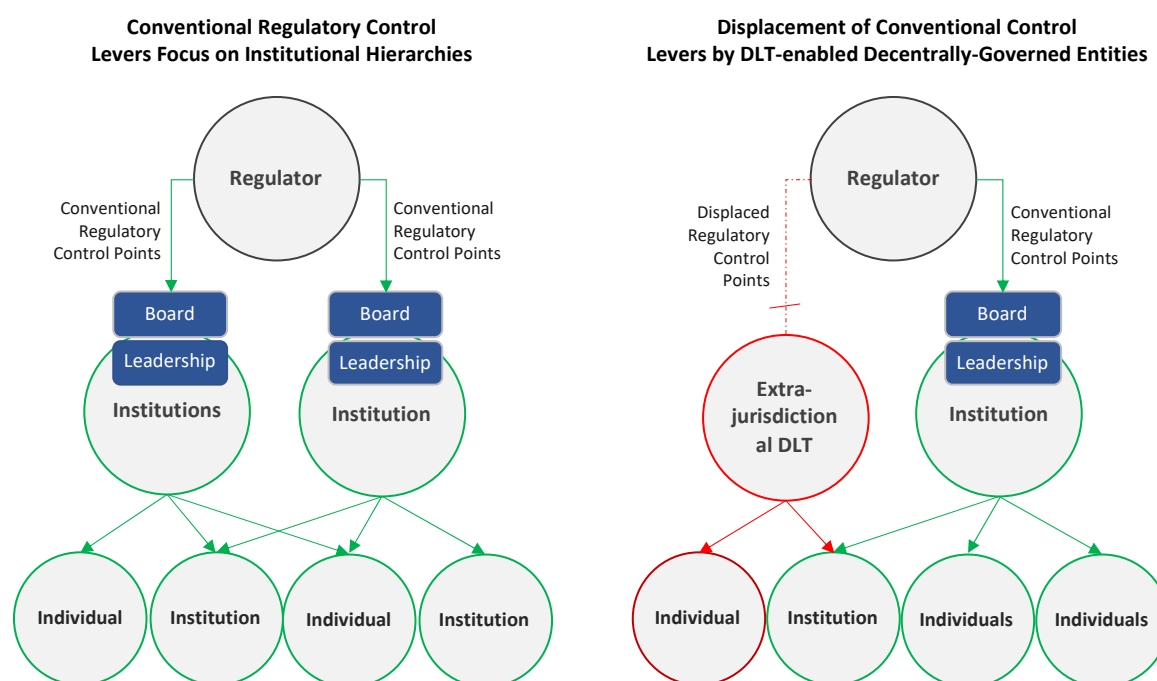 Conventional Regulatory Control
Levers Focus on Institutional Hierarchies
Regulator
Conventional
Regulatory
Control Points
Conventional
Regulatory
Control Points
Board
Leadership
Institutions
Board
Leadership
Institution
Individual
Institution
Individual
Institution
Displacement of Conventional Control
Levers by DLT-enabled Decentrally-Governed Entities
Regulator
Displaced
Regulatory
Control
Points
Conventional
Regulatory
Control Points
Extra-
jurisdiction
al DLT
Board
Leadership
Institution
Individual
Institution
Individuals
Individuals